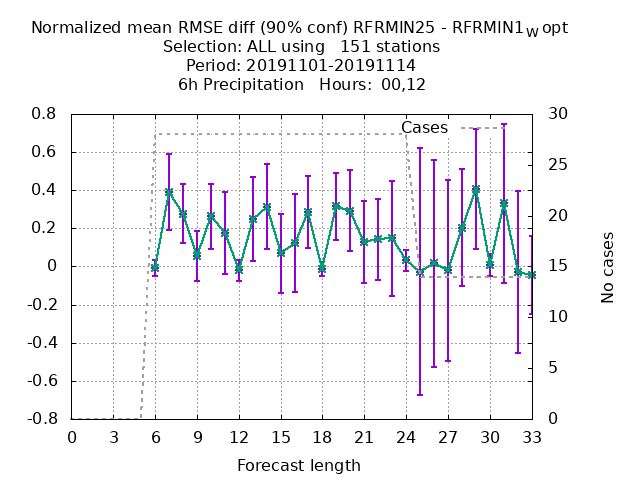 Normalized mean RMSE diff (90% conf) RFRMIN25 - RFRMIN1W opt
Selection: ALL using   151 stations
Period: 20191101-20191114
6h Precipitation   Hours:  00,12
Cases
0.8
0.6
0.4
0.2
0
-0.2
-0.4
-0.6
-0.8
30
25
20
15
10
5
0
No cases
0 3 6 9 12 15 18 21 24 27 30 33
Forecast length